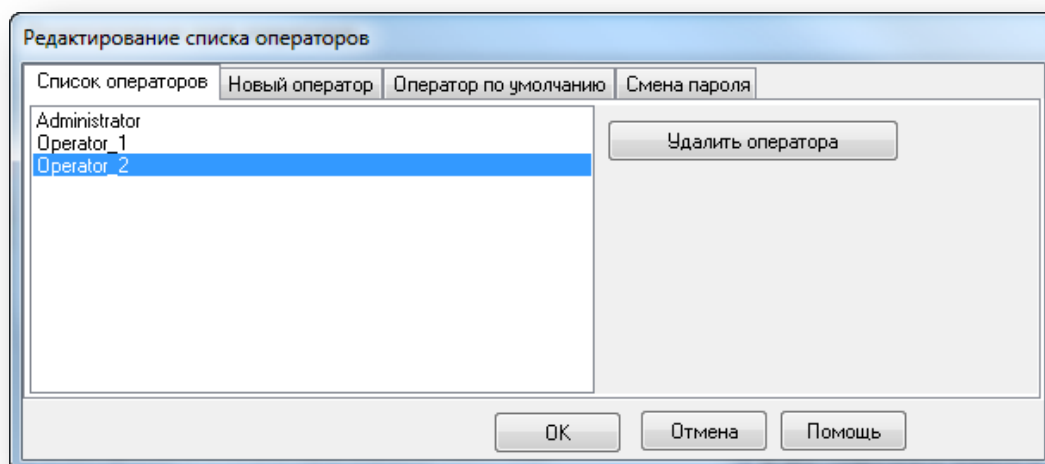 Редактирование списка операторов
Список операторов Новый оператор Оператор по умолчанию Смена пароля
Administrator
Operator_1
Operator_2
Удалить оператора
OK Отмена Помощь